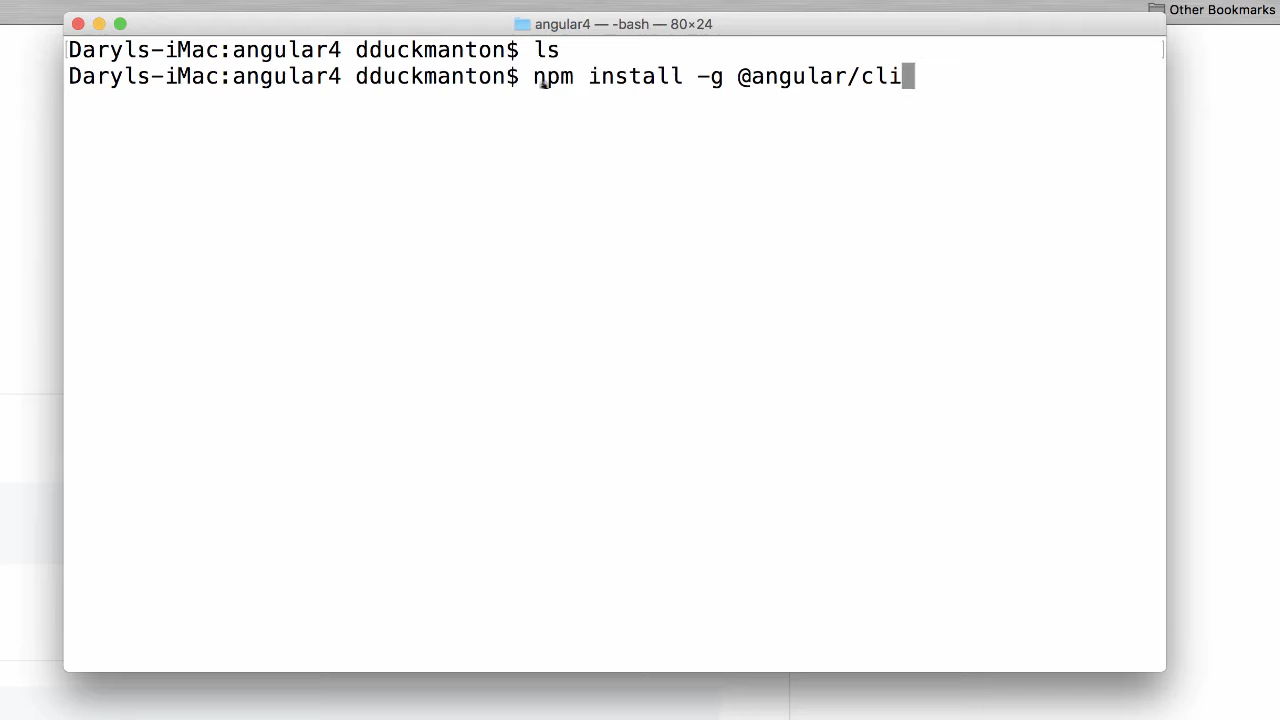 Other Bookmarks
angular4 — -bash — 80×24
Daryls-iMac:angular4 dduckmanton$ ls
Daryls-iMac:angular4 dduckmanton$ npm install -g @angular/cli